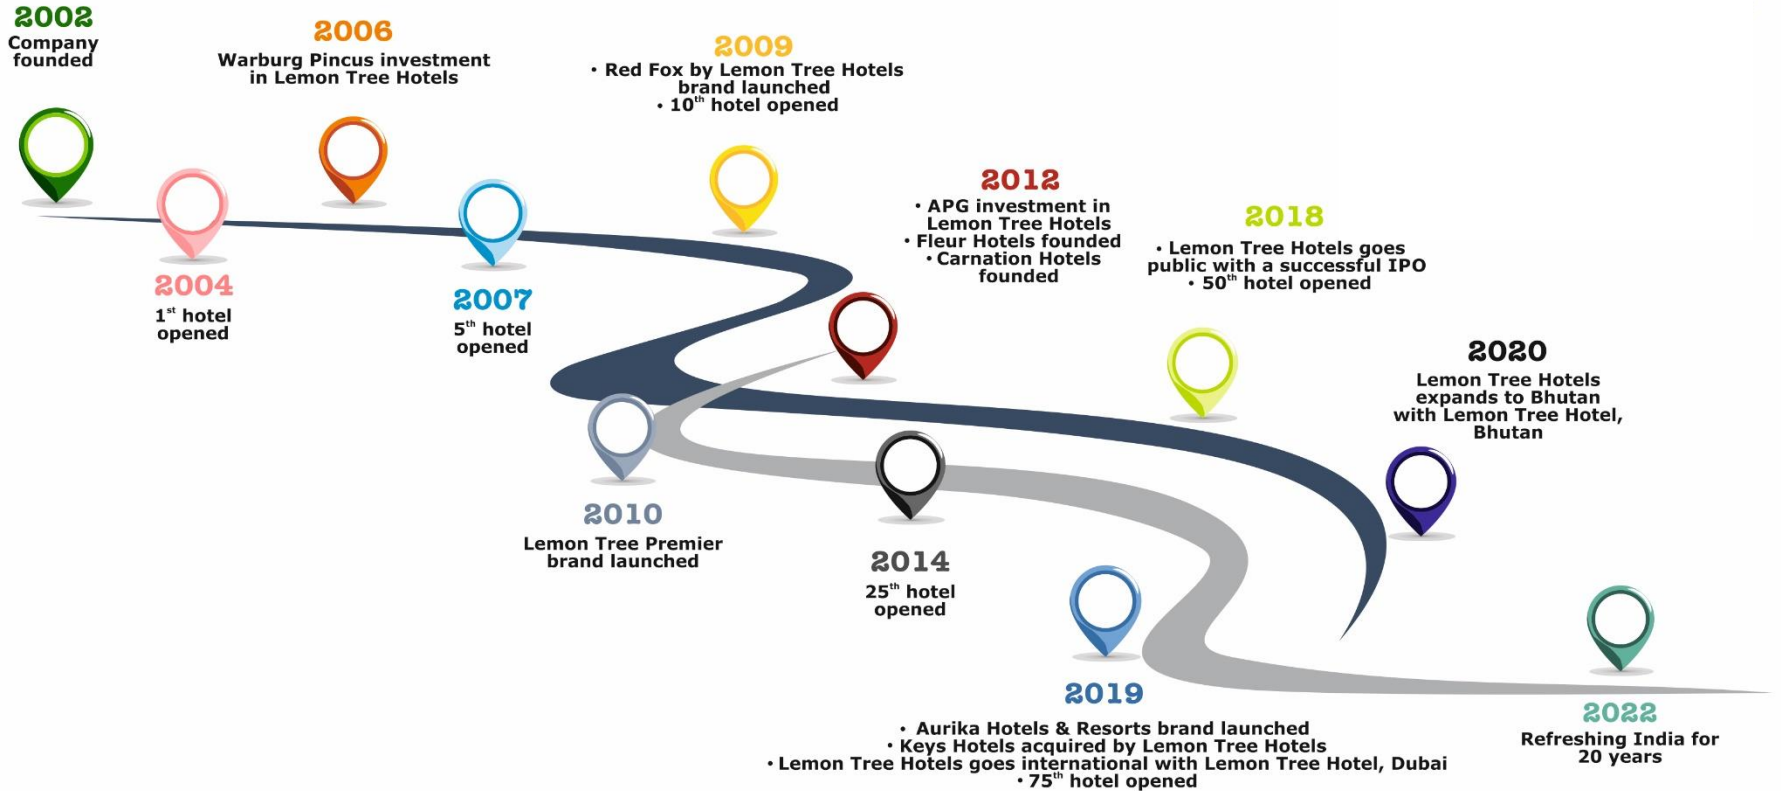 2002
Company
founded
2004
1st hotel
opened
2006
Warburg Pincus investment
in Lemon Tree Hotels
2007
5th hotel
opened
2009
• Red Fox by Lemon Tree Hotels
brand launched
• 10th hotel opened
2010
Lemon Tree Premier
brand launched
2012
• APG investment in
Lemon Tree Hotels
• Fleur Hotels founded
• Carnation Hotels
founded
2014
25th hotel
opened
2018
• Lemon Tree Hotels goes
public with a successful IPO
• 50th hotel opened
2019
• Aurika Hotels & Resorts brand launched
• Keys Hotels acquired by Lemon Tree Hotels
• Lemon Tree Hotels goes international with Lemon Tree Hotel, Dubai
• 75th hotel opened
2020
Lemon Tree Hotels
expands to Bhutan
with Lemon Tree Hotel,
Bhutan
2022
Refreshing India for
20 years